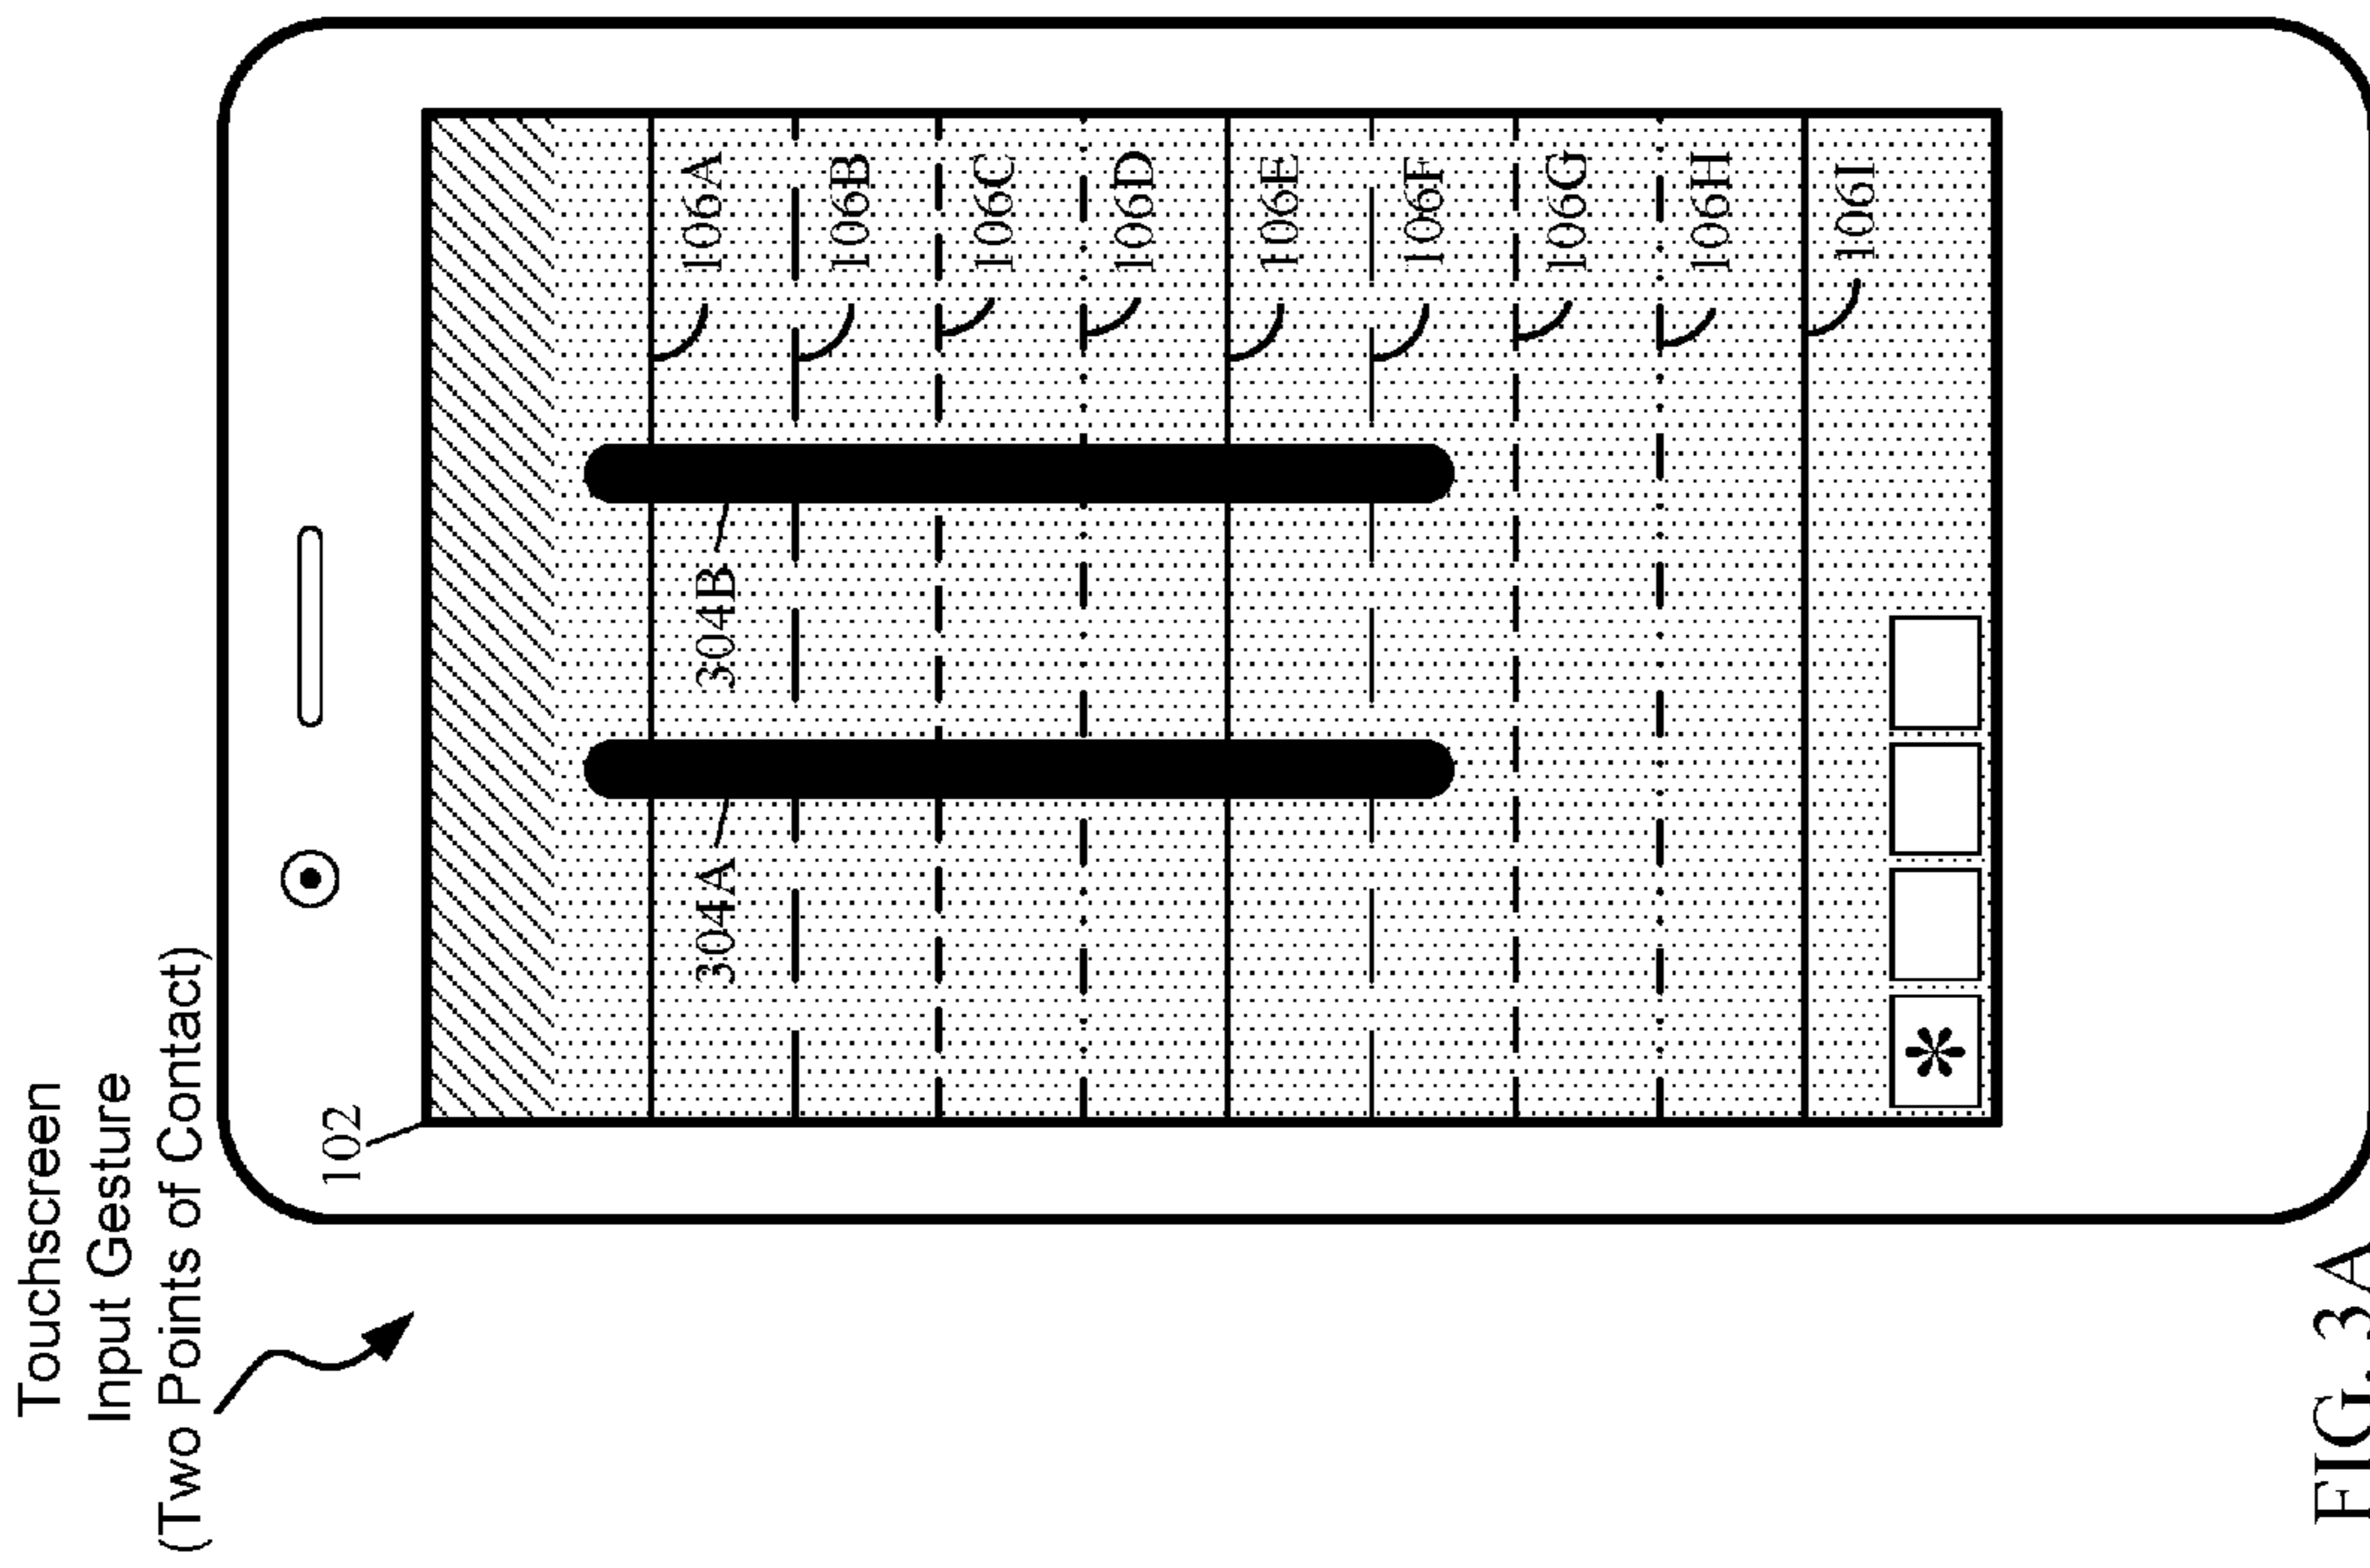 Touchscreen
Input Gesture
(Two Points of Contact)
102
304A
304B
106A
106B
106C
106D
106E
106F
106G
106H
106I
*
FIG. 3A